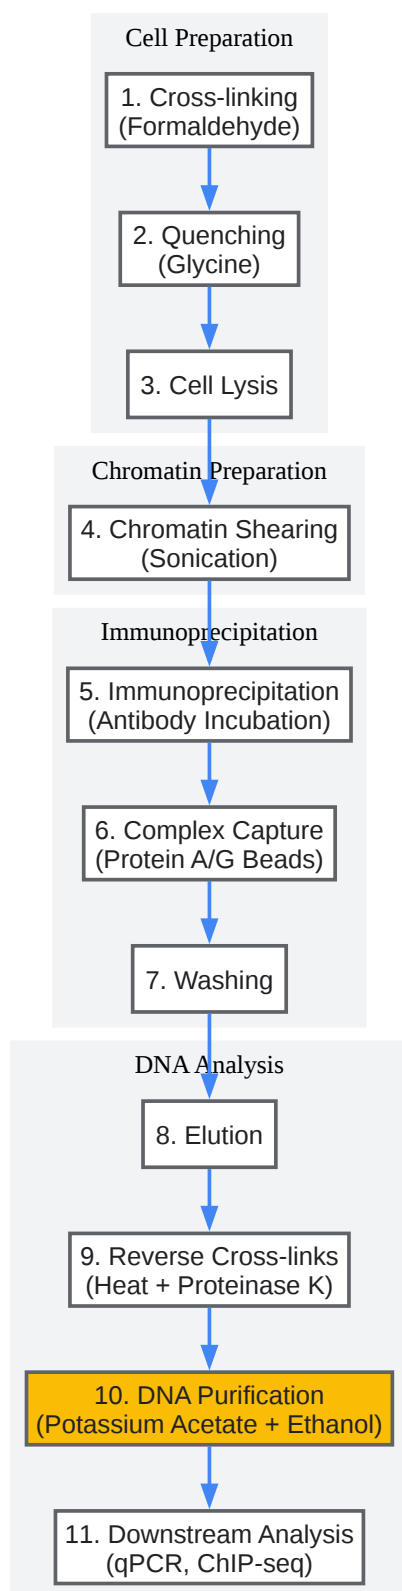 Cell Preparation
1. Cross-linking
(Formaldehyde)
2. Quenching
(Glycine)
3. Cell Lysis
Chromatin Preparation
4. Chromatin Shearing
(Sonication)
Immunoprecipitation
5. Immunoprecipitation
(Antibody Incubation)
6. Complex Capture
(Protein A/G Beads)
7. Washing
DNA Analysis
8. Elution
9. Reverse Cross-links
(Heat + Proteinase K)
10. DNA Purification
(Potassium Acetate + Ethanol)
11. Downstream Analysis
(qPCR, ChIP-seq)